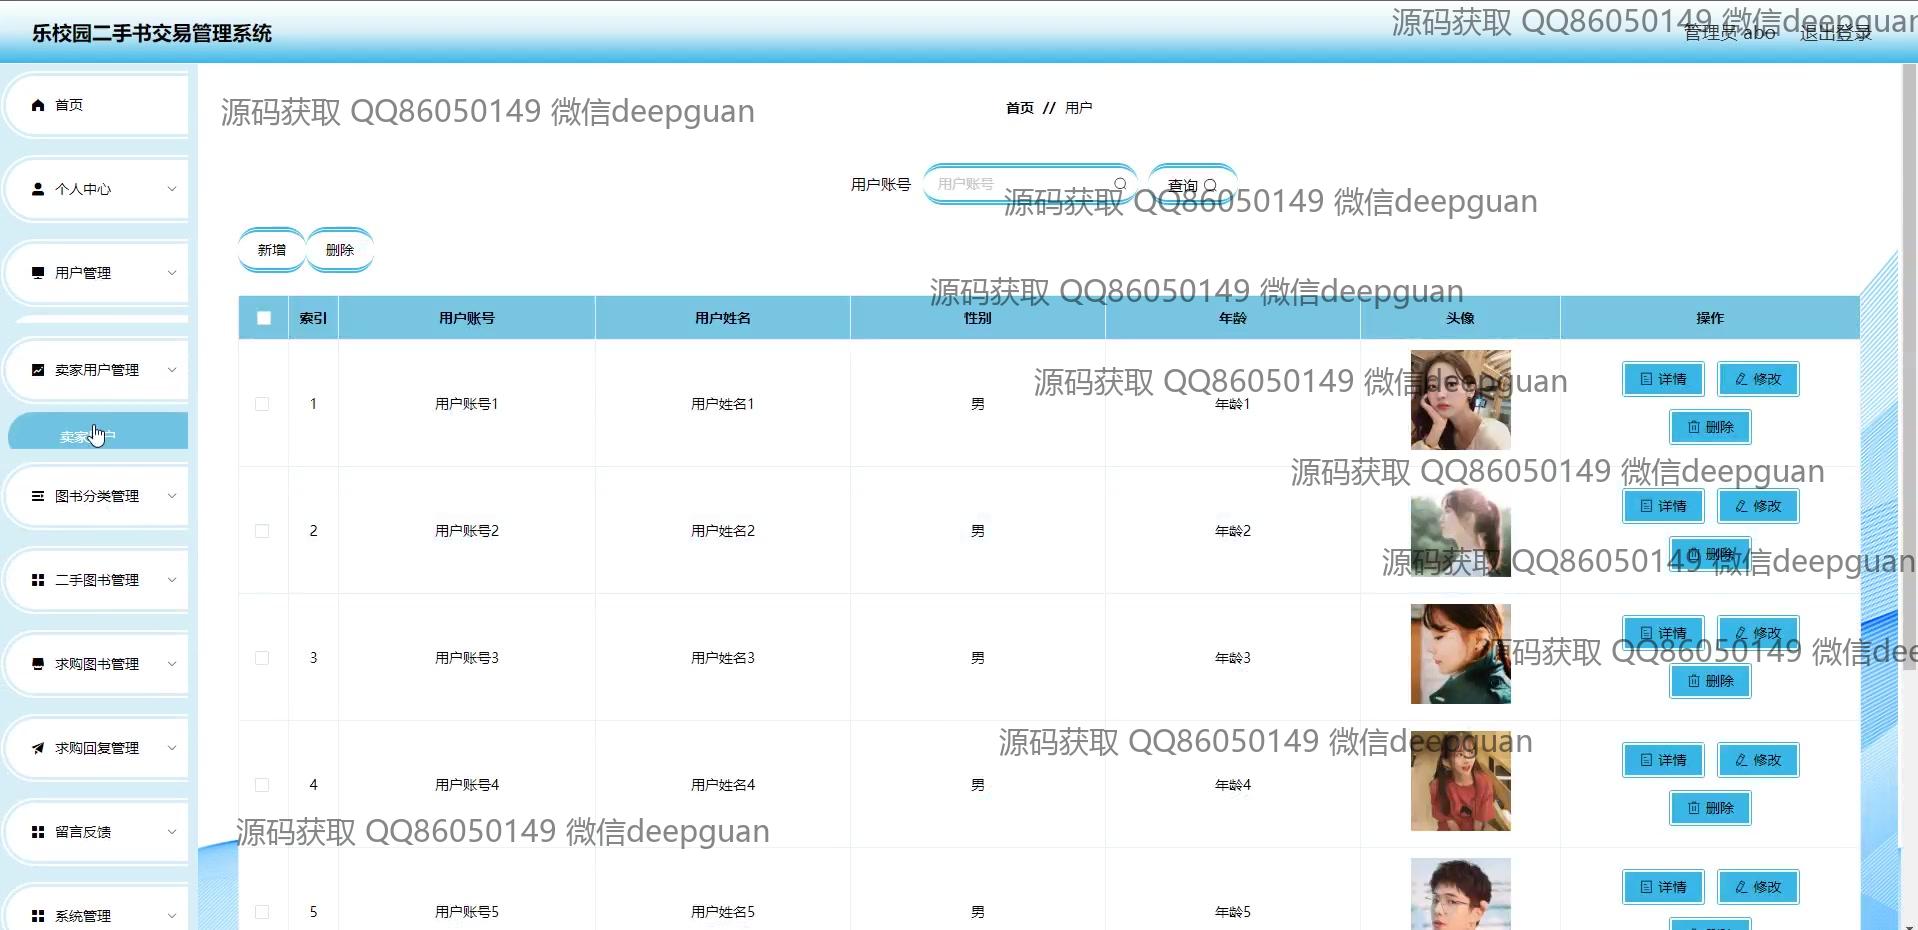 乐校园二手书交易管理系统
源码获取 QQ86050149 微信deepguan
管理员 abo 退出登录
首页
源码获取 QQ86050149 微信deepguan
首页 // 用户
个人中心
用户账号 用户账号 查询
源码获取 QQ86050149 微信deepguan
用户管理
新增 删除
源码获取 QQ86050149 微信deepguan
索引 用户账号 用户姓名 性别 年龄 头像 操作
卖家用户管理
1 用户账号1 用户姓名1 男 年龄1 详情 修改
源码获取 QQ86050149 微信deepguan
删除
源码获取 QQ86050149 微信deepguan
图书分类管理
2 用户账号2 用户姓名2 男 年龄2 详情 修改
删除
源码获取 QQ86050149 微信deepguan
二手图书管理
3 用户账号3 用户姓名3 男 年龄3 详情 修改
码获取 QQ86050149 微信dee
删除
求购图书管理
求购回复管理
源码获取 QQ86050149 微信deepguan
4 用户账号4 用户姓名4 男 年龄4 详情 修改
删除
留言反馈
源码获取 QQ86050149 微信deepguan
5 用户账号5 用户姓名5 男 年龄5 详情 修改
系统管理